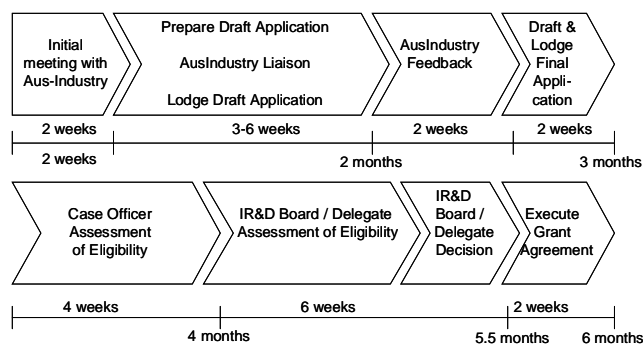 Initial
meeting with
Aus-Industry
Prepare Draft Application
AusIndustry Liaison
Lodge Draft Application
AusIndustry
Feedback
Draft &
Lodge
Final
Appli-
cation
2 weeks
3-6 weeks
2 weeks
2 weeks
2 weeks
2 months
3 months
Case Officer
Assessment
of Eligibility
IR&D Board / Delegate
Assessment of Eligibility
IR&D
Board /
Delegate
Decision
Execute
Grant
Agreement
4 weeks
6 weeks
2 weeks
4 months
5.5 months
6 months